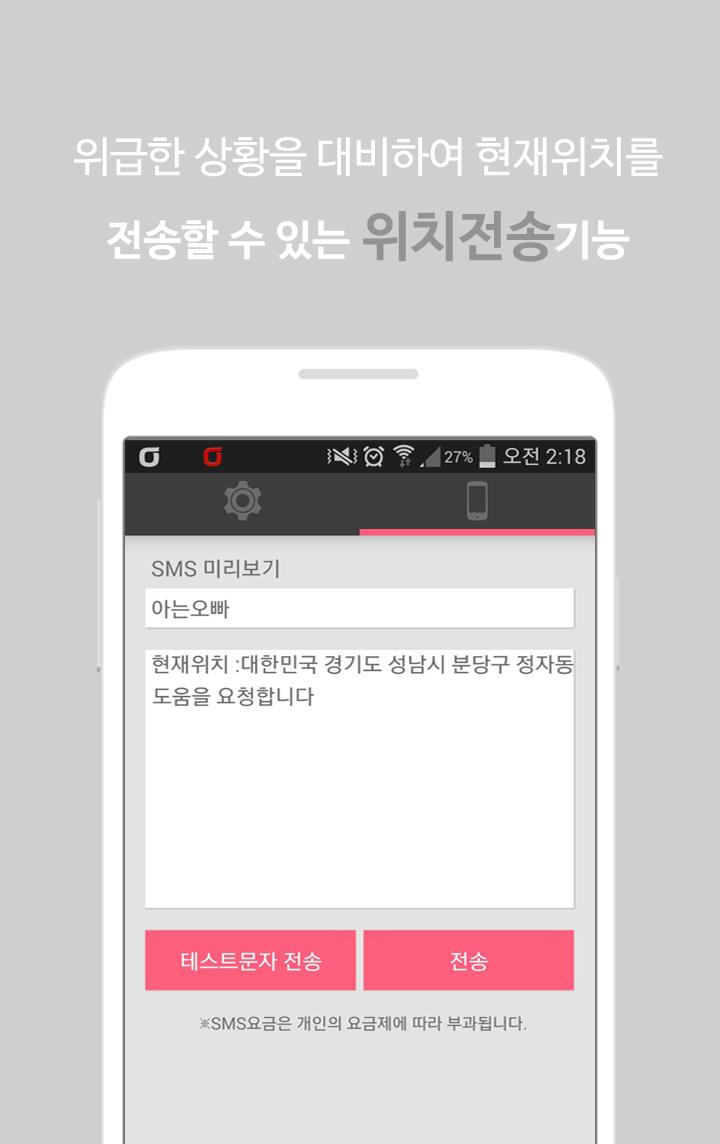 위급한 상황을 대비하여 현재위치를
전송할 수 있는 위치전송기능
27% 오전 2:18
SMS 미리보기
아는오빠
현재위치 :대한민국 경기도 성남시 분당구 정자동
도움을 요청합니다
테스트문자 전송 전송
※SMS요금은 개인의 요금제에 따라 부과됩니다.